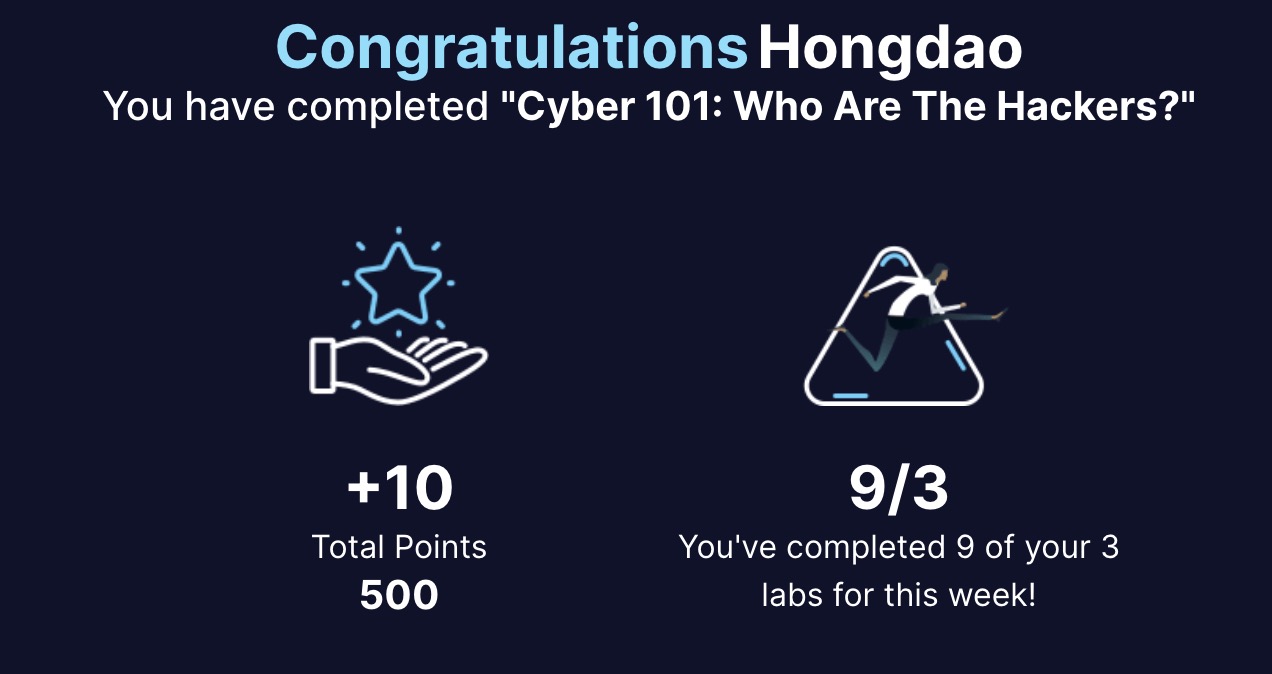 Congratulations Hongdao
You have completed "Cyber 101: Who Are The Hackers?"
+10
Total Points
500
9/3
You've completed 9 of your 3
labs for this week!